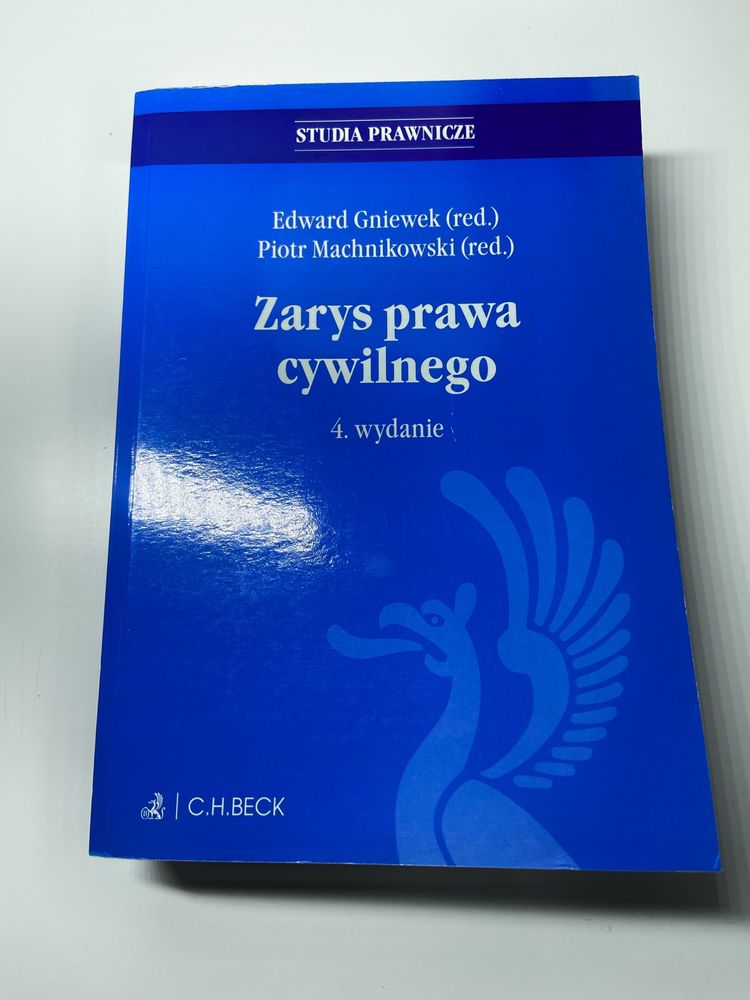 STUDIA PRAWNICZE
Edward Gniewek (red.)
Piotr Machnikowski (red.)
Zarys prawa
cywilnego
4. wydanie
C.H.BECK